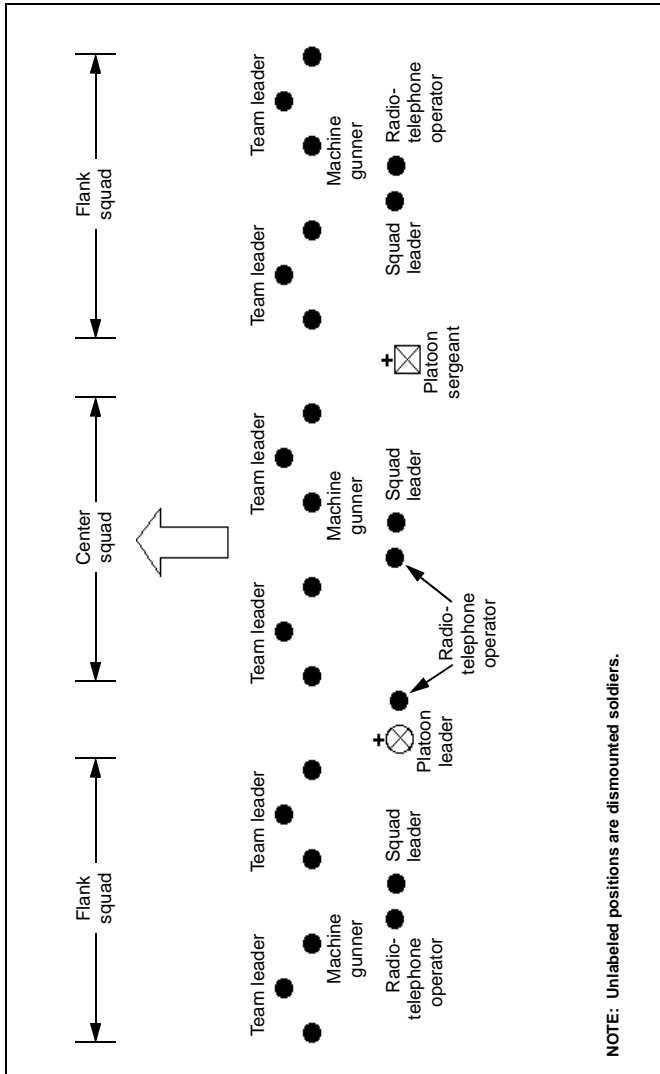 Flank
squad
Center
squad
Flank
squad
Team leader
Team leader
Team leader
Team leader
Team leader
Team leader
Machine
gunner
Machine
gunner
Machine
gunner
Radio-
telephone
operator
Squad
leader
Platoon
leader
Radio-
telephone
operator
Squad
leader
Platoon
sergeant
Squad
leader
Radio-
telephone
operator
NOTE: Unlabeled positions are dismounted soldiers.